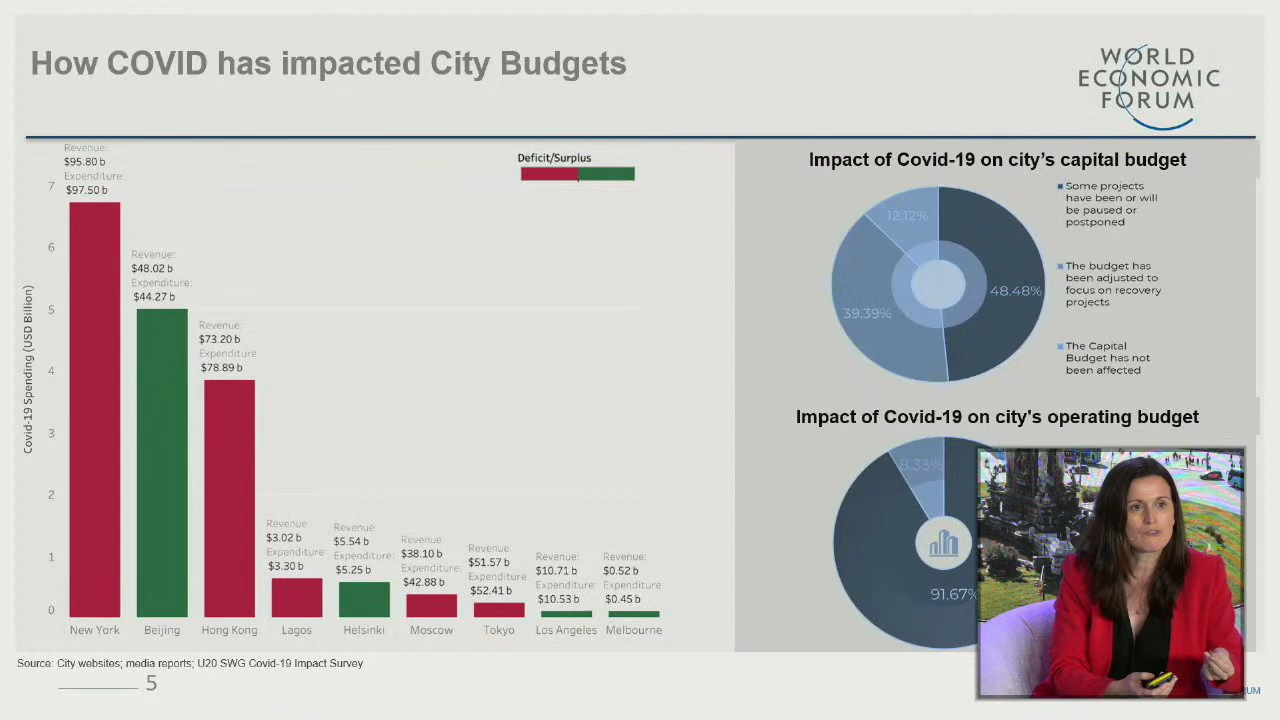 How COVID has impacted City Budgets
WORLD
ECONOMIC
FORUM
Deficit/Surplus
Covid-19 Spending (USD Billion)
7
6
5
4
3
2
1
0
Revenue:
$95.80 b
Expenditure:
$97.50 b
New York
Revenue:
$48.02 b
Expenditure:
$44.27 b
Beijing
Revenue:
$73.20 b
Expenditure
$78.89 b
Hong Kong
Revenue:
$3.02 b
Expenditure:
$3.30 b
Lagos
Revenue:
$5.54 b
Expenditure:
$5.25 b
Helsinki
Revenue:
$38.10 b
Expenditure:
$42.88 b
Moscow
Revenue:
$51.57 b
Expenditure:
$52.41 b
Tokyo
Revenue:
$10.71 b
Expenditure:
$10.53 b
Los Angeles
Revenue:
$0.52 b
Expenditure:
$0.45 b
Melbourne
Impact of Covid-19 on city's capital budget
12.12%
48.48%
39.39%
Some projects
have been or will
be paused or
postponed
The budget has
been adjusted to
focus on recovery
projects
The Capital
Budget has not
been affected
Impact of Covid-19 on city's operating budget
8.33%
91.67%
Source: City websites; media reports; U20 SWG Covid-19 Impact Survey
5